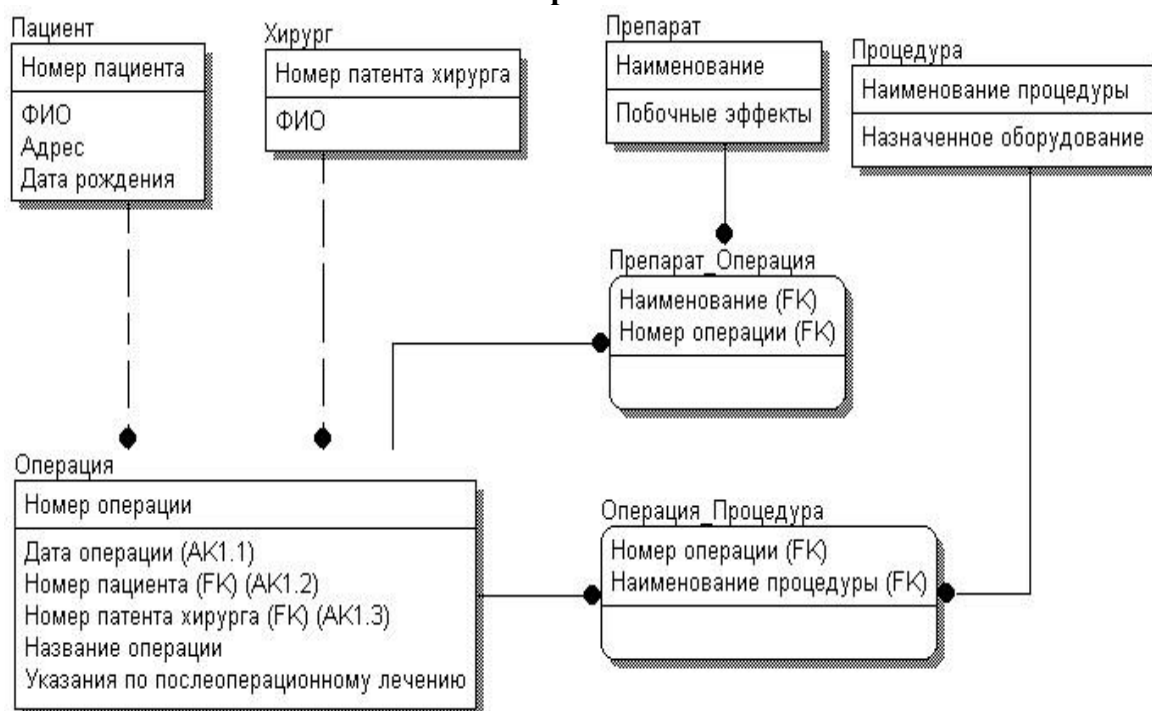 Пациент
Номер пациента
ФИО
Адрес
Дата рождения
Хирург
Номер патента хирурга
ФИО
Препарат
Наименование
Побочные эффекты
Процедура
Наименование процедуры
Назначенное оборудование
Препарат_Операция
Наименование (FK)
Номер операции (FK)
Операция
Номер операции
Дата операции (AK1.1)
Номер пациента (FK) (AK1.2)
Номер патента хирурга (FK) (AK1.3)
Название операции
Указания по послеоперационному лечению
Операция_Процедура
Номер операции (FK)
Наименование процедуры (FK)